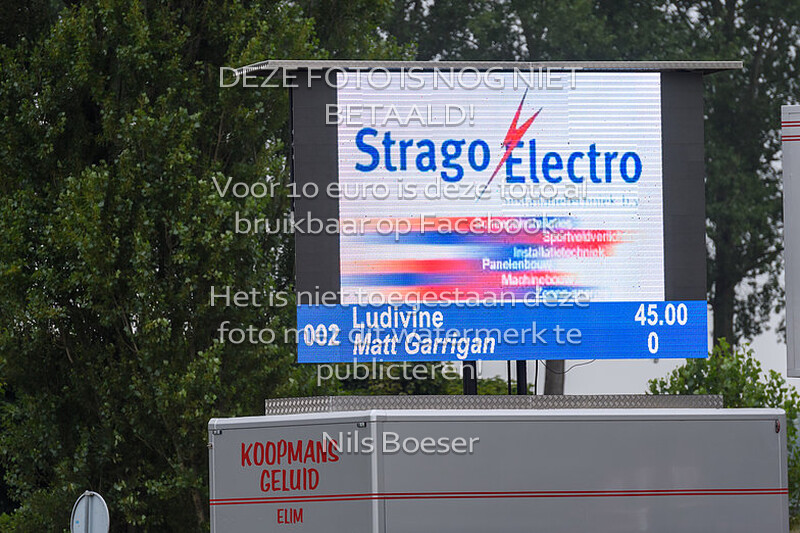 DEZE FOTO IS NOG NIET
BETAALD!
Strago Electro
Voor 10 euro is deze foto al
bruikbaar op Facebook
Sportveldverlic
Installatietechniek
Panelenbouw
Machinebouw
Het is niet toegestaan deze
foto met dit watermerk te
publiceteren!
002 Ludivine 45.00
Matt Garrigan 0
Nils Boeser
KOOPMANS
GELUID
ELIM